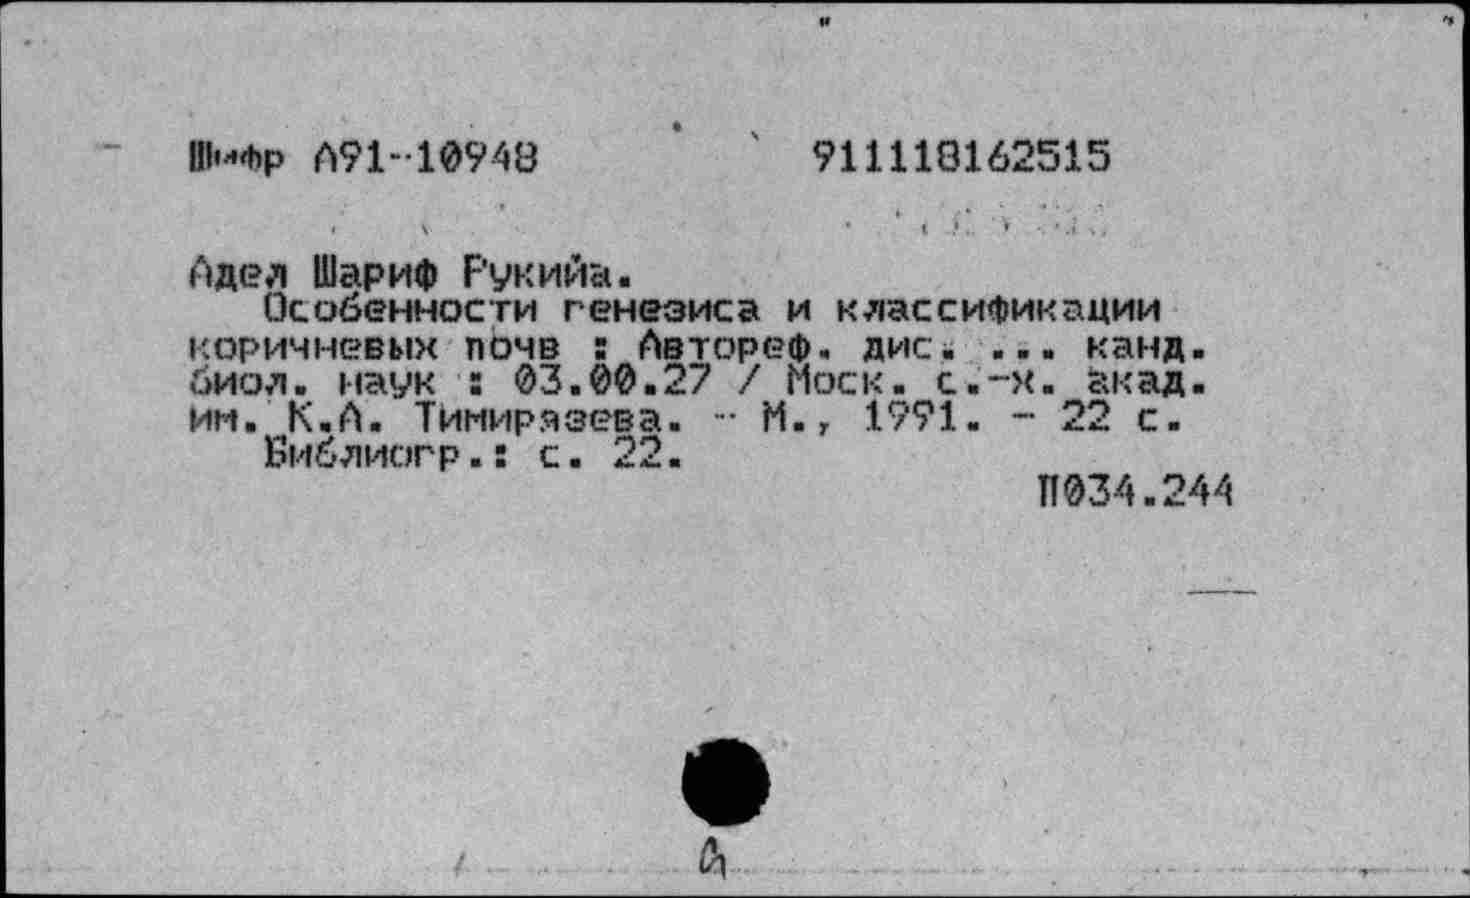 Шифр А91-10948 911118162515
Адел Шариф Рукийа.
Особенности генезиса и классификации
коричневых почв : Автореф. дис. ... канд.
биол. наук : 03.00.27 / Моск. с.-х. акад.
им. К.А. Тимирязева. - М., 1991. - 22 с.
Библиогр.: с. 22.
П034.244